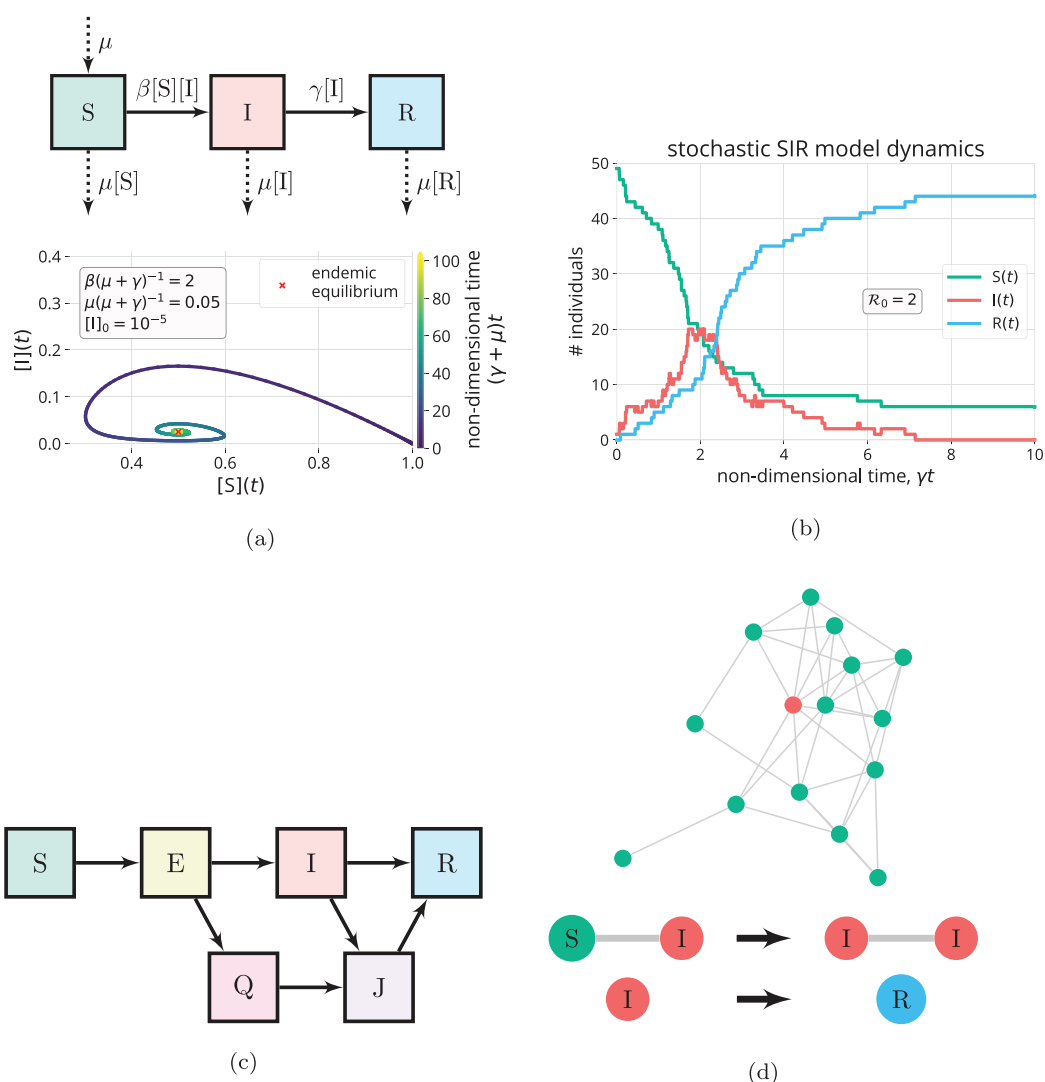 μ
S
β[S][I]
I
γ[I]
R
μ[S]
μ[I]
μ[R]
0.4
0.3
0.2
0.1
0.0
[I](t)
β(μ + γ)⁻¹ = 2
μ(μ + γ)⁻¹ = 0.05
[I]₀ = 10⁻⁵
endemic
equilibrium
0.4
0.6
0.8
1.0
[S](t)
100
80
60
40
20
0
non-dimensional time
(γ + μ)t
(a)
stochastic SIR model dynamics
50
40
30
20
10
0
# individuals
S(t)
I(t)
R(t)
ℛ₀ = 2
0
2
4
6
8
10
non-dimensional time, γt
(b)
S
E
I
R
Q
J
(c)
S
I
I
I
I
R
(d)